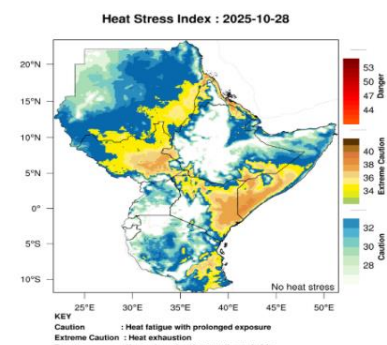 Heat Stress Index : 2025-10-28
20°N
15°N
10°N
5°N
0°
5°S
10°S
25°E
30°E
35°E
40°E
45°E
50°E
No heat stress
53
50
47
44
Danger
40
38
36
34
Extreme Caution
32
30
28
Caution
KEY
Caution : Heat fatigue with prolonged exposure
Extreme Caution : Heat exhaustion